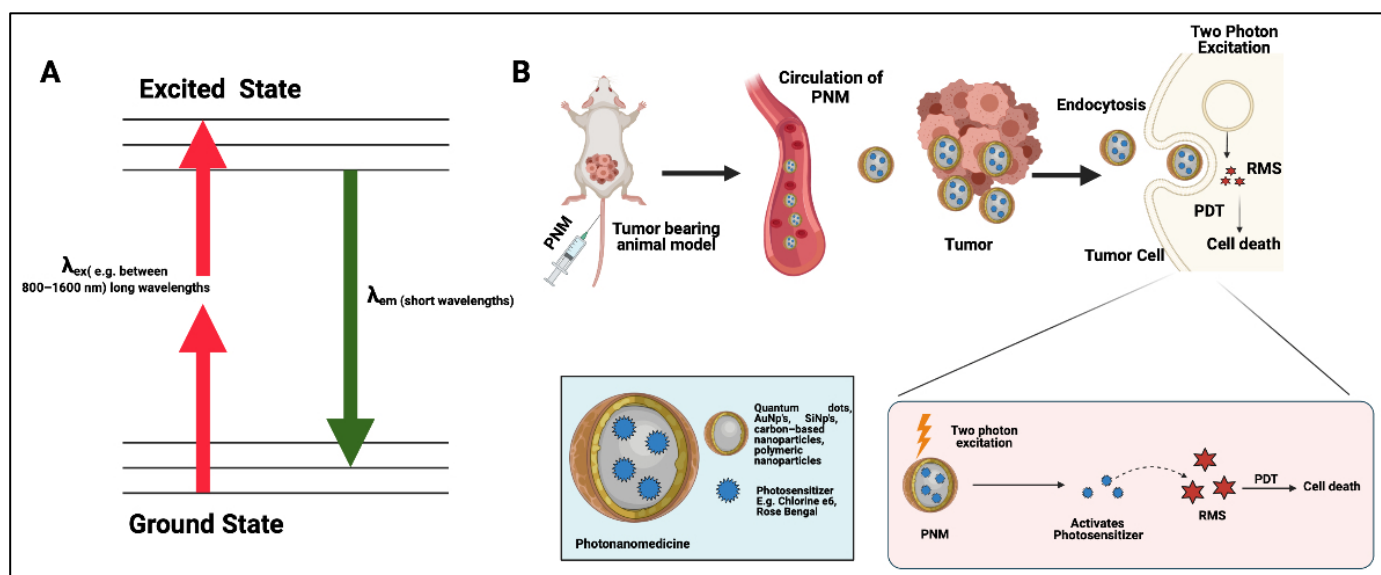 A
Excited State
λex( e.g. between
800–1600 nm) long wavelengths
λem (short wavelengths)
Ground State
B
PNM
Tumor bearing
animal model
Circulation of
PNM
Tumor
Endocytosis
Two Photon
Excitation
RMS
PDT
Cell death
Tumor Cell
Quantum dots,
AuNp's, SiNp's,
carbon–based
nanoparticles,
polymeric
nanoparticles
Photosensitizer
E.g. Chlorine e6,
Rose Bengal
Photonanomedicine
Two photon
excitation
PNM
Activates
Photosensitizer
RMS
PDT
Cell death